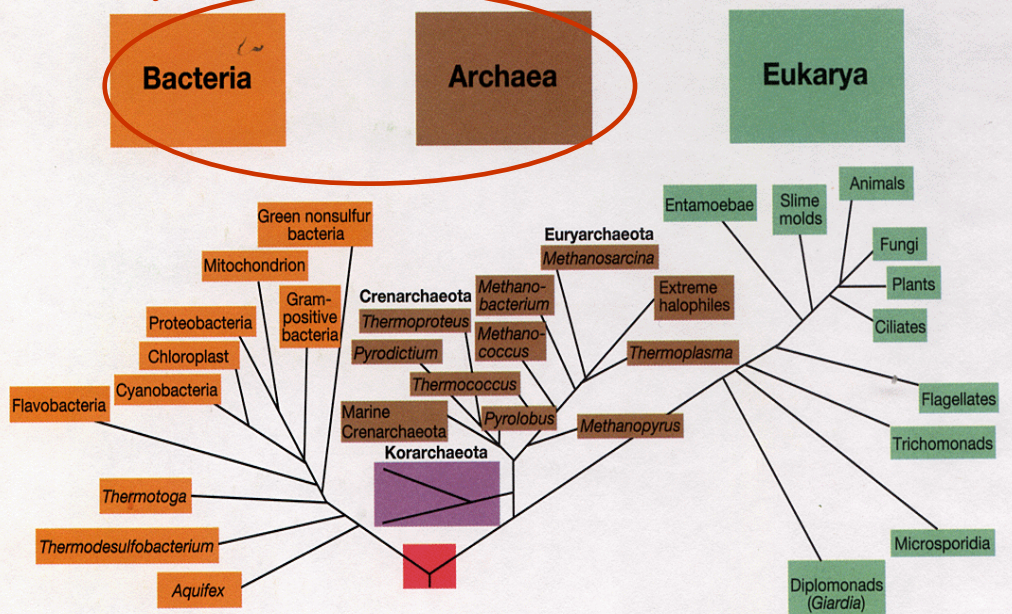 Bacteria
Archaea
Eukarya
Green nonsulfur
bacteria
Mitochondrion
Gram-
positive
bacteria
Proteobacteria
Chloroplast
Cyanobacteria
Flavobacteria
Thermotoga
Thermodesulfobacterium
Aquifex
Crenarchaeota
Thermoproteus
Pyrodictium
Thermococcus
Marine
Crenarchaeota
Pyrolobus
Korarchaeota
Euryarchaeota
Methanosarcina
Methano-
bacterium
Methano-
coccus
Extreme
halophiles
Thermoplasma
Methanopyrus
Entamoebae
Slime
molds
Animals
Fungi
Plants
Ciliates
Flagellates
Trichomonads
Microsporidia
Diplomonads
(Giardia)